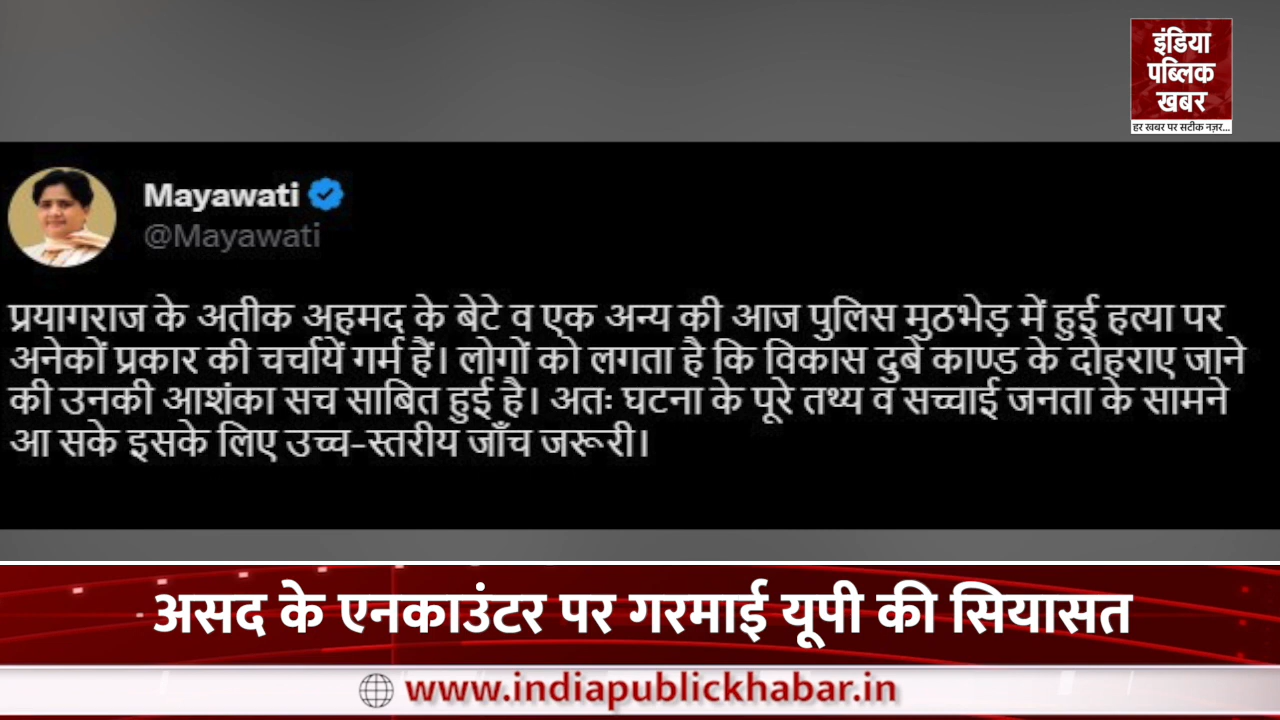 इंडिया
पब्लिक
खबर
हर खबर पर सटीक नज़र...
Mayawati
@Mayawati
प्रयागराज के अतीक अहमद के बेटे व एक अन्य की आज पुलिस मुठभेड़ में हुई हत्या पर
अनेकों प्रकार की चर्चायें गर्म हैं। लोगों को लगता है कि विकास दुबे काण्ड के दोहराए जाने
की उनकी आशंका सच साबित हुई है। अतः घटना के पूरे तथ्य व सच्चाई जनता के सामने
आ सके इसके लिए उच्च-स्तरीय जाँच जरूरी।
असद के एनकाउंटर पर गरमाई यूपी की सियासत
www.indiapublickhabar.in